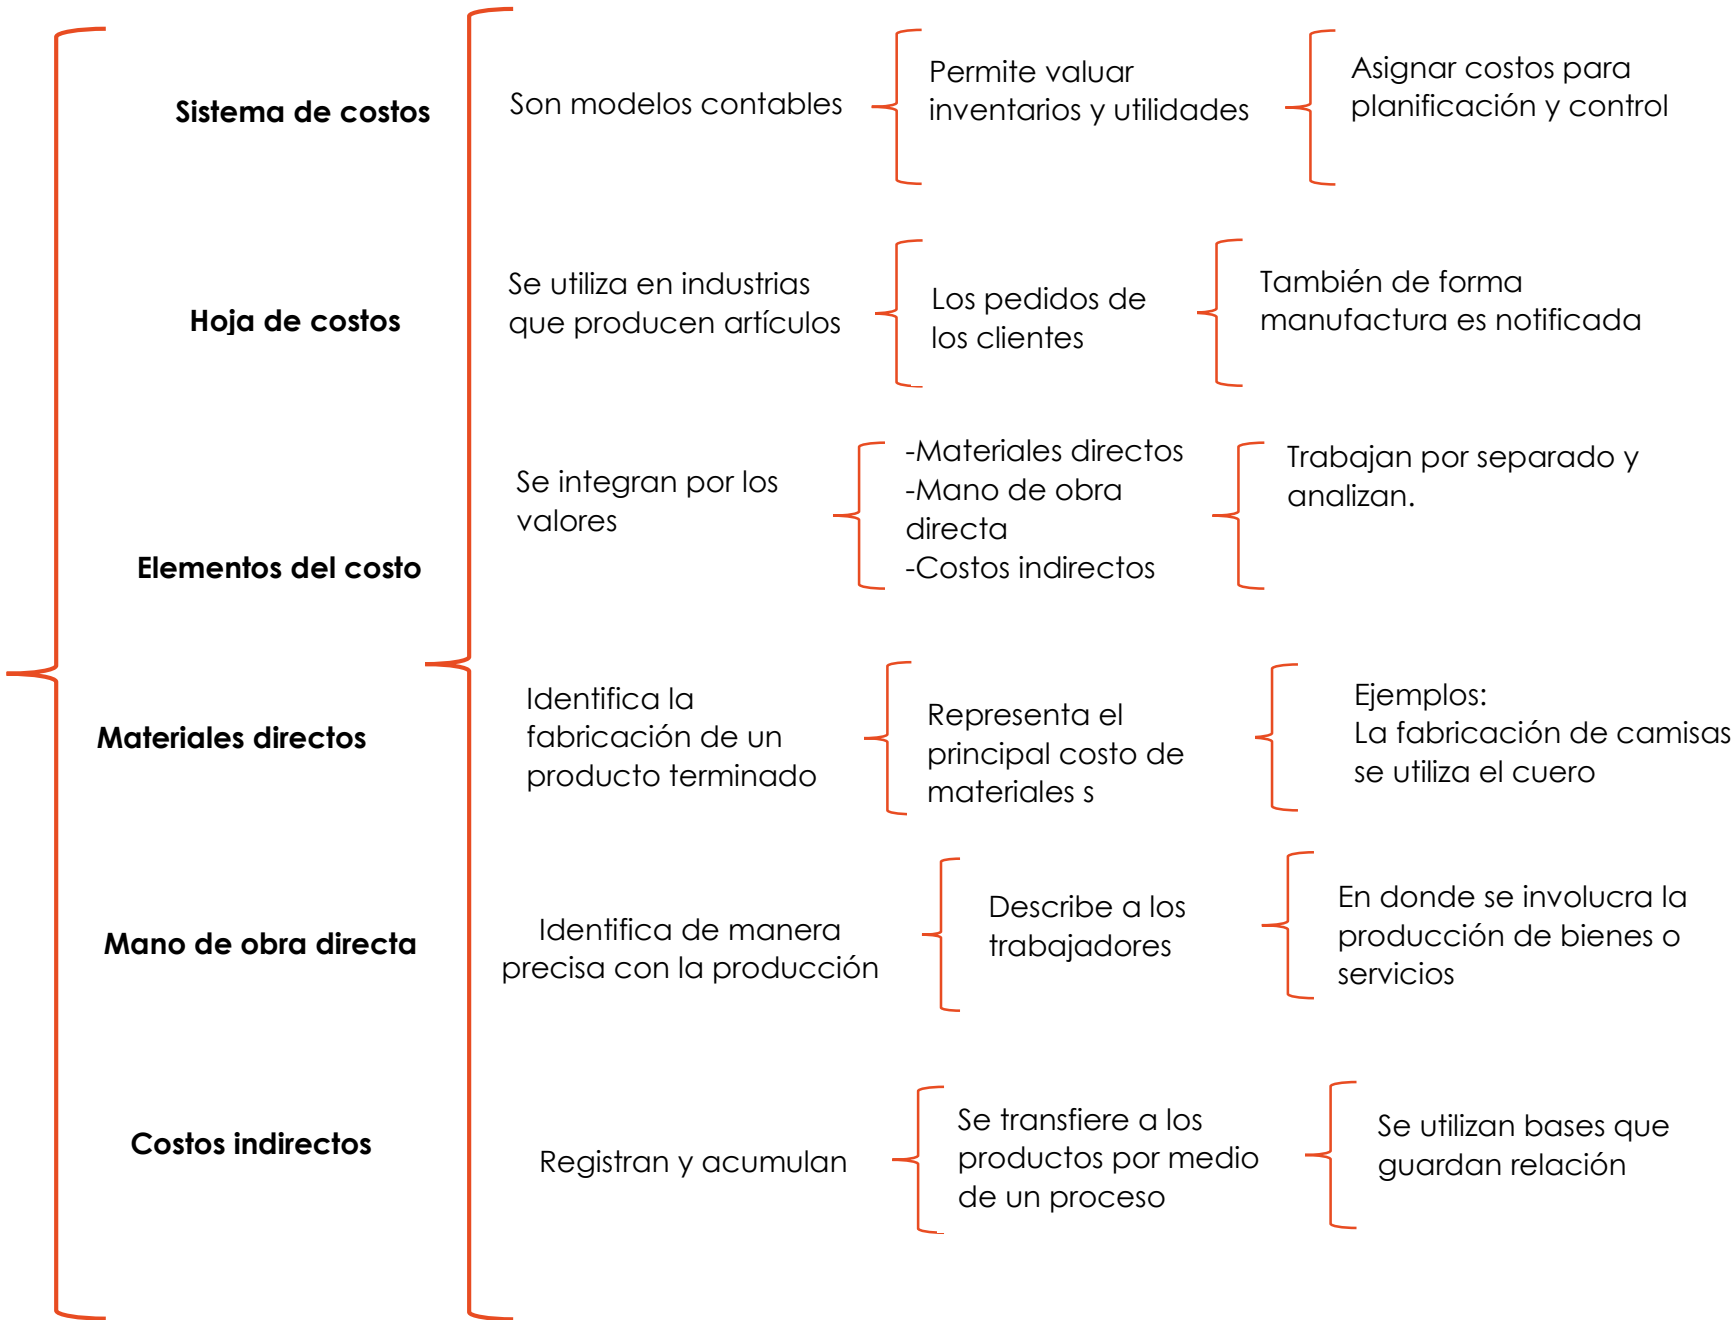 Sistema de costos
Son modelos contables
Permite valuar
inventarios y utilidades
Asignar costos para
planificación y control
Hoja de costos
Se utiliza en industrias
que producen artículos
Los pedidos de
los clientes
También de forma
manufactura es notificada
Elementos del costo
Se integran por los
valores
-Materiales directos
-Mano de obra
directa
-Costos indirectos
Trabajan por separado y
analizan.
Materiales directos
Identifica la
fabricación de un
producto terminado
Representa el
principal costo de
materiales s
Ejemplos:
La fabricación de camisas
se utiliza el cuero
Mano de obra directa
Identifica de manera
precisa con la producción
Describe a los
trabajadores
En donde se involucra la
producción de bienes o
servicios
Costos indirectos
Registran y acumulan
Se transfiere a los
productos por medio
de un proceso
Se utilizan bases que
guardan relación